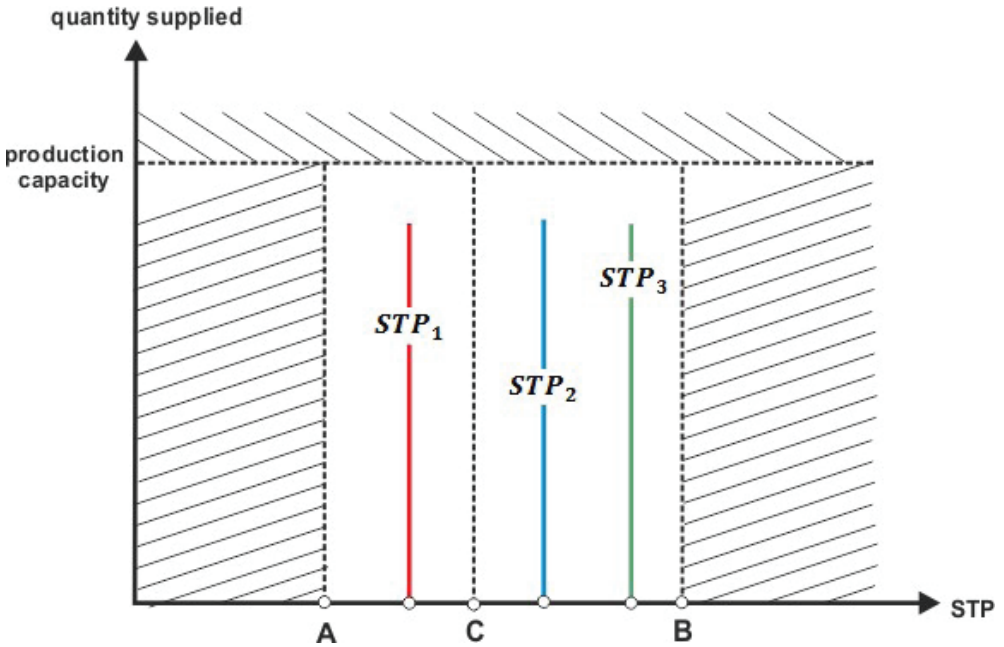 quantity supplied
production
capacity
STP₃
STP₁
STP₂
STP
A
C
B